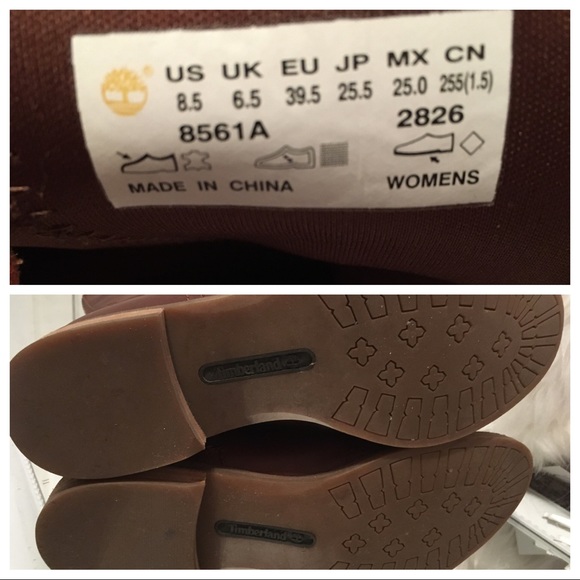 US UK EU JP MX CN
8.5 6.5 39.5 25.5 25.0 255(1.5)
8561A 2826
MADE IN CHINA WOMENS
timberland
timberland